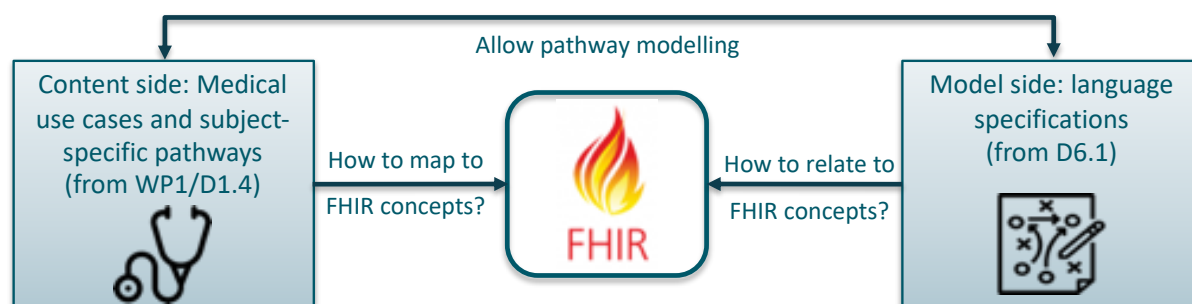 Allow pathway modelling
Content side: Medical
use cases and subject-
specific pathways
(from WP1/D1.4)
How to map to
FHIR concepts?
FHIR
How to relate to
FHIR concepts?
Model side: language
specifications
(from D6.1)